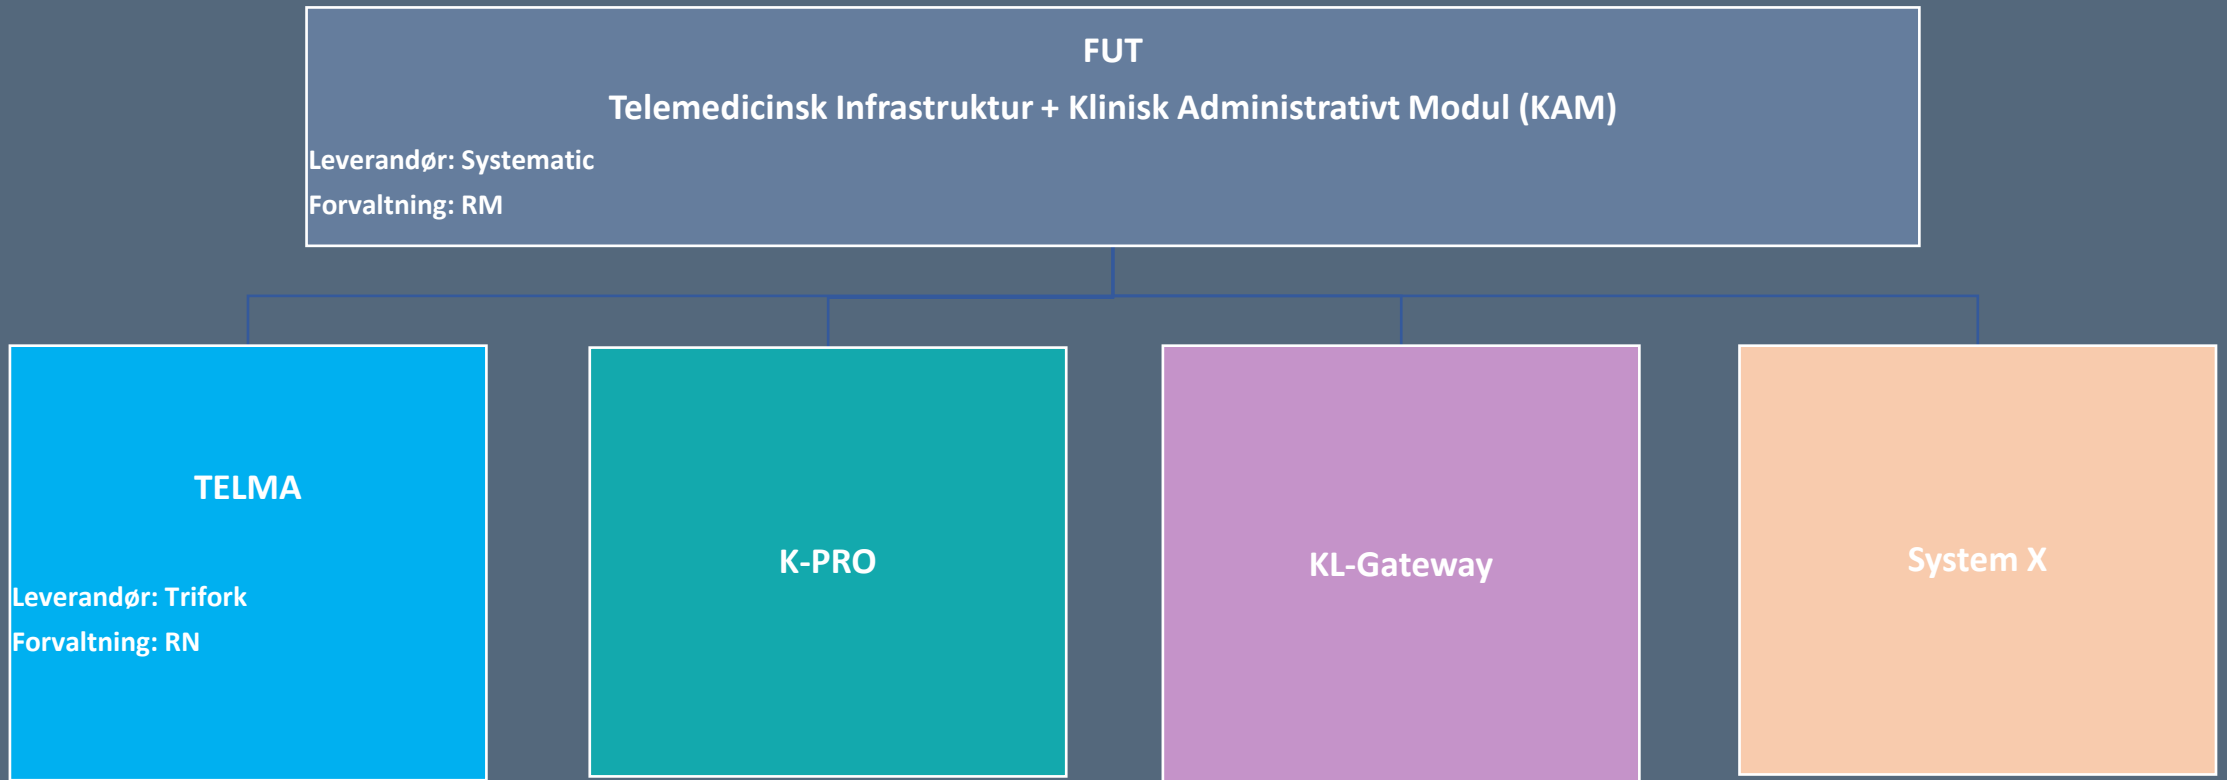 FUT
Telemedicinsk Infrastruktur + Klinisk Administrativt Modul (KAM)
Leverandør: Systematic
Forvaltning: RM
TELMA
Leverandør: Trifork
Forvaltning: RN
K-PRO
KL-Gateway
System X